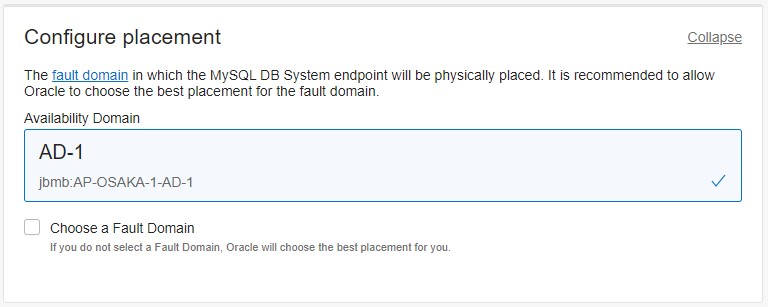 Configure placement
Collapse
The fault domain in which the MySQL DB System endpoint will be physically placed. It is recommended to allow
Oracle to choose the best placement for the fault domain.
Availability Domain
AD-1
jbmb:AP-OSAKA-1-AD-1
Choose a Fault Domain
If you do not select a Fault Domain, Oracle will choose the best placement for you.